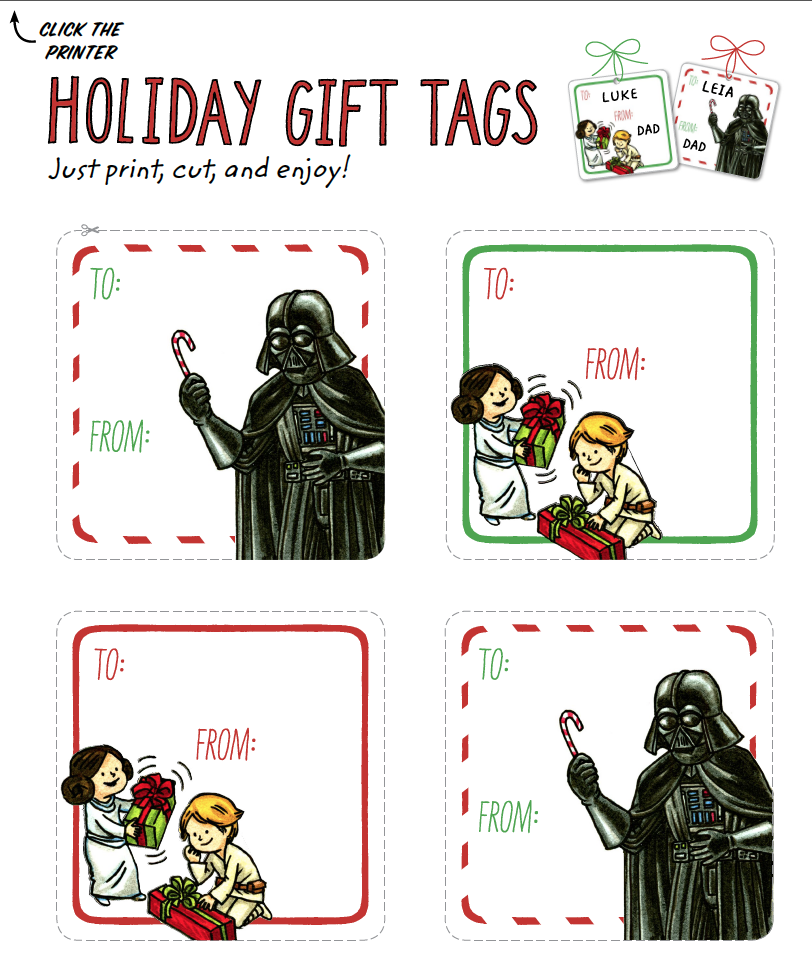 CLICK THE
PRINTER
HOLIDAY GIFT TAGS
Just print, cut, and enjoy!
TO: LUKE
FROM:
DAD
TO: LEIA
FROM:
DAD
TO:
FROM:
TO:
FROM:
TO:
FROM:
TO:
FROM: